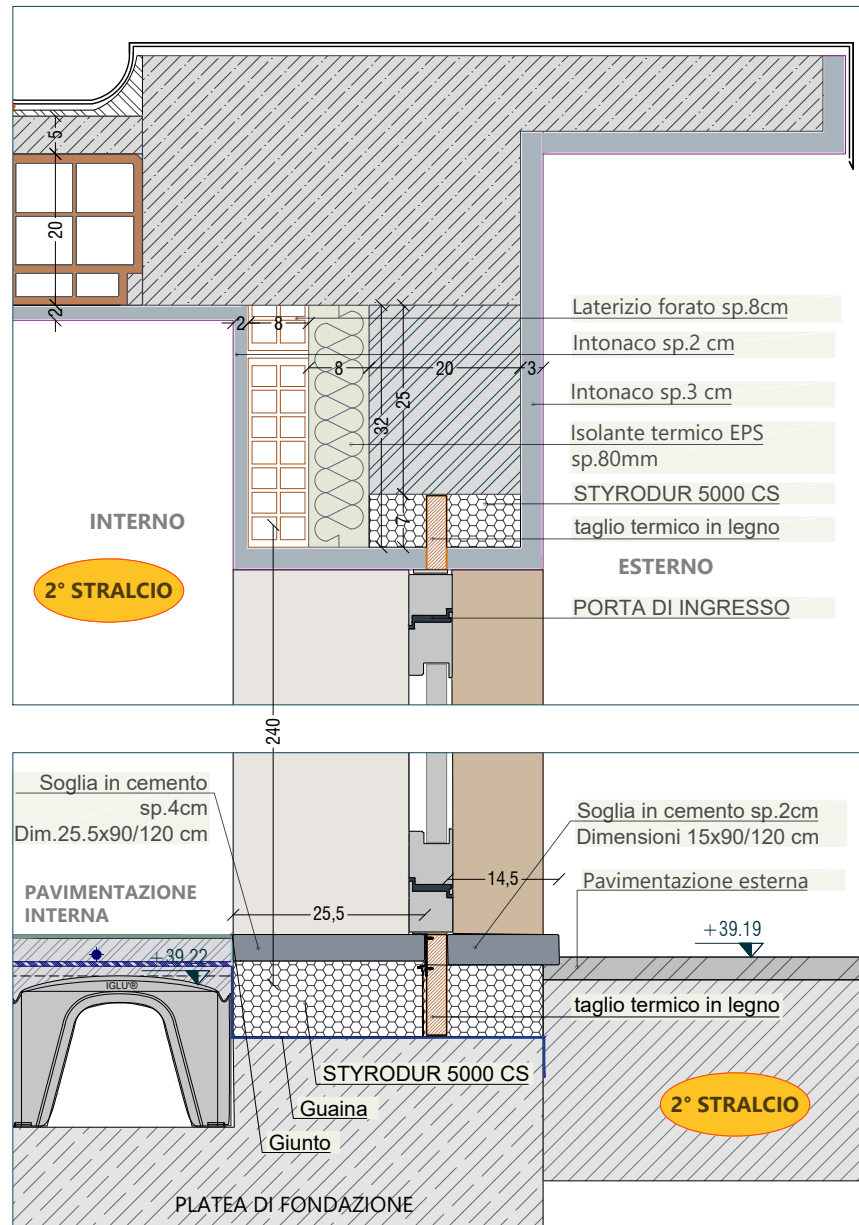 5
20
2
2
8
8
20
3
32
25
7
Laterizio forato sp.8cm
Intonaco sp.2 cm
Intonaco sp.3 cm
Isolante termico EPS
sp.80mm
STYRODUR 5000 CS
taglio termico in legno
INTERNO
ESTERNO
2° STRALCIO
PORTA DI INGRESSO
240
Soglia in cemento
sp.4cm
Dim.25.5x90/120 cm
Soglia in cemento sp.2cm
Dimensioni 15x90/120 cm
PAVIMENTAZIONE
INTERNA
14,5
25,5
Pavimentazione esterna
+39.19
+39.22
IGLU'®
taglio termico in legno
STYRODUR 5000 CS
Guaina
Giunto
2° STRALCIO
PLATEA DI FONDAZIONE